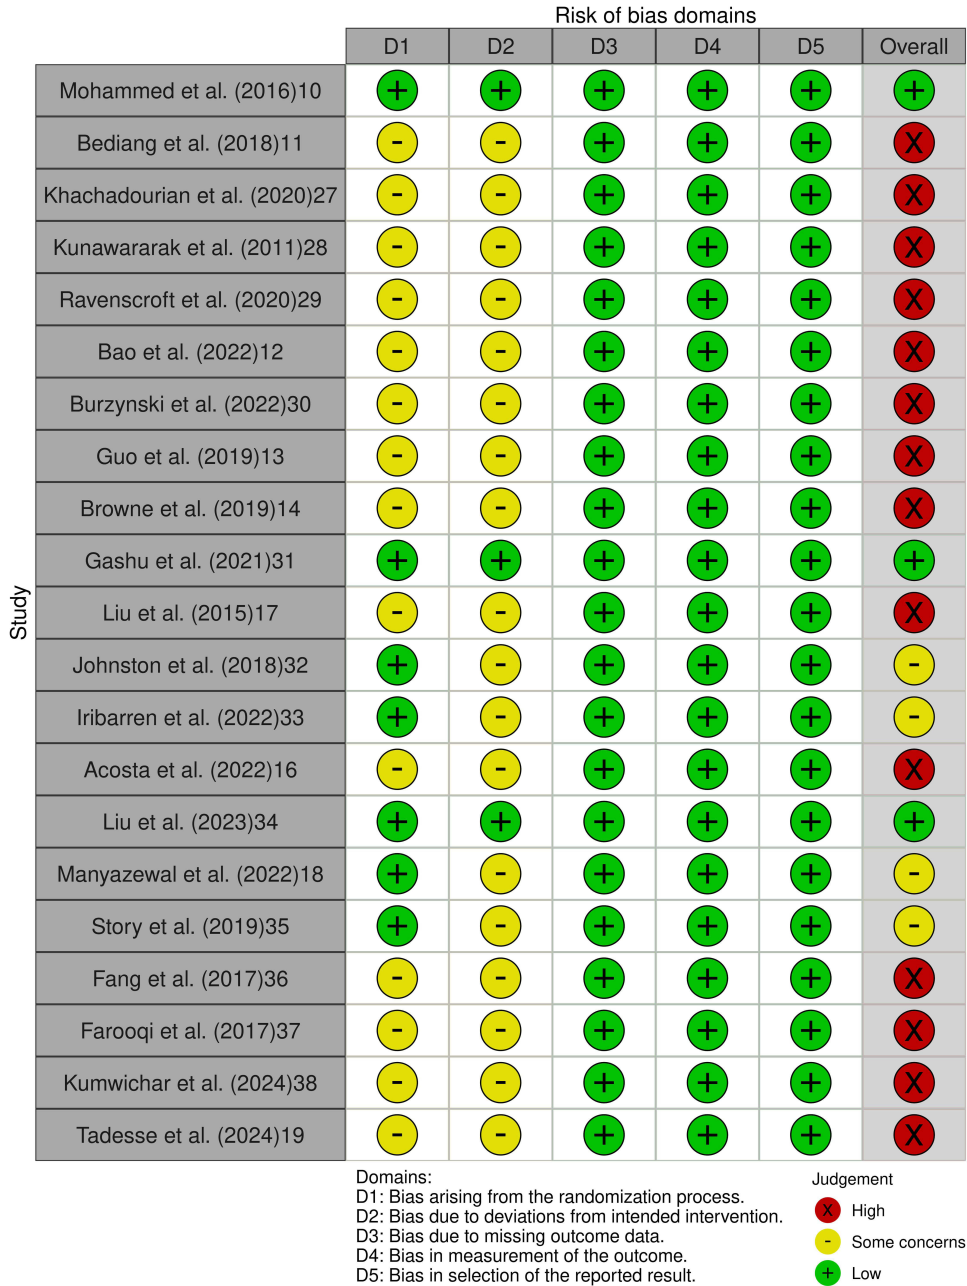 Risk of bias domains
D1 D2 D3 D4 D5 Overall
Study
Mohammed et al. (2016)10 + + + + + +
Bediang et al. (2018)11 - - + + + X
Khachadourian et al. (2020)27 - - + + + X
Kunawararak et al. (2011)28 - - + + + X
Ravenscroft et al. (2020)29 - - + + + X
Bao et al. (2022)12 - - + + + X
Burzynski et al. (2022)30 - - + + + X
Guo et al. (2019)13 - - + + + X
Browne et al. (2019)14 - - + + + X
Gashu et al. (2021)31 + + + + + +
Liu et al. (2015)17 - - + + + X
Johnston et al. (2018)32 + - + + + -
Iribarren et al. (2022)33 + - + + + -
Acosta et al. (2022)16 - - + + + X
Liu et al. (2023)34 + + + + + +
Manyazewal et al. (2022)18 + - + + + -
Story et al. (2019)35 + - + + + -
Fang et al. (2017)36 - - + + + X
Farooqi et al. (2017)37 - - + + + X
Kumwichar et al. (2024)38 - - + + + X
Tadesse et al. (2024)19 - - + + + X
Domains:
D1: Bias arising from the randomization process.
D2: Bias due to deviations from intended intervention.
D3: Bias due to missing outcome data.
D4: Bias in measurement of the outcome.
D5: Bias in selection of the reported result.
Judgement
X High
- Some concerns
+ Low